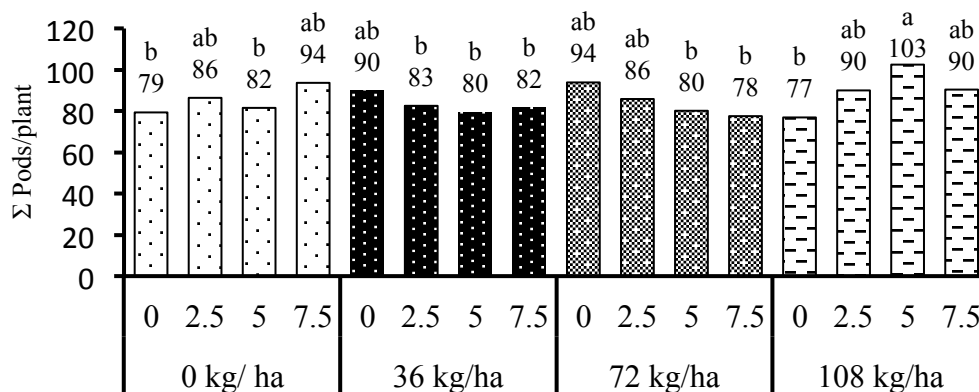 Σ Pods/plant
120
100
80
60
40
20
0
b ab b ab ab b b b ab ab b b b ab a ab
79 86 82 94 90 83 80 82 94 86 80 78 77 90 103 90
0 2.5 5 7.5 0 2.5 5 7.5 0 2.5 5 7.5 0 2.5 5 7.5
0 kg/ ha 36 kg/ha 72 kg/ha 108 kg/ha